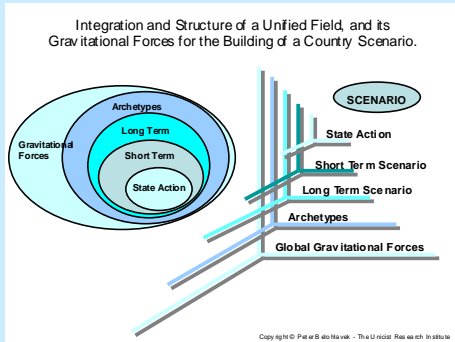 Integration and Structure of a Unified Field, and its
Gravitational Forces for the Building of a Country Scenario.
SCENARIO
Archetypes
Long Term
Gravitational
Forces
Short Term
State Action
State Action
Short Term Scenario
Long Term Scenario
Archetypes
Global Gravitational Forces
Copyright © Peter Belohlavek - The Unicist Research Institute